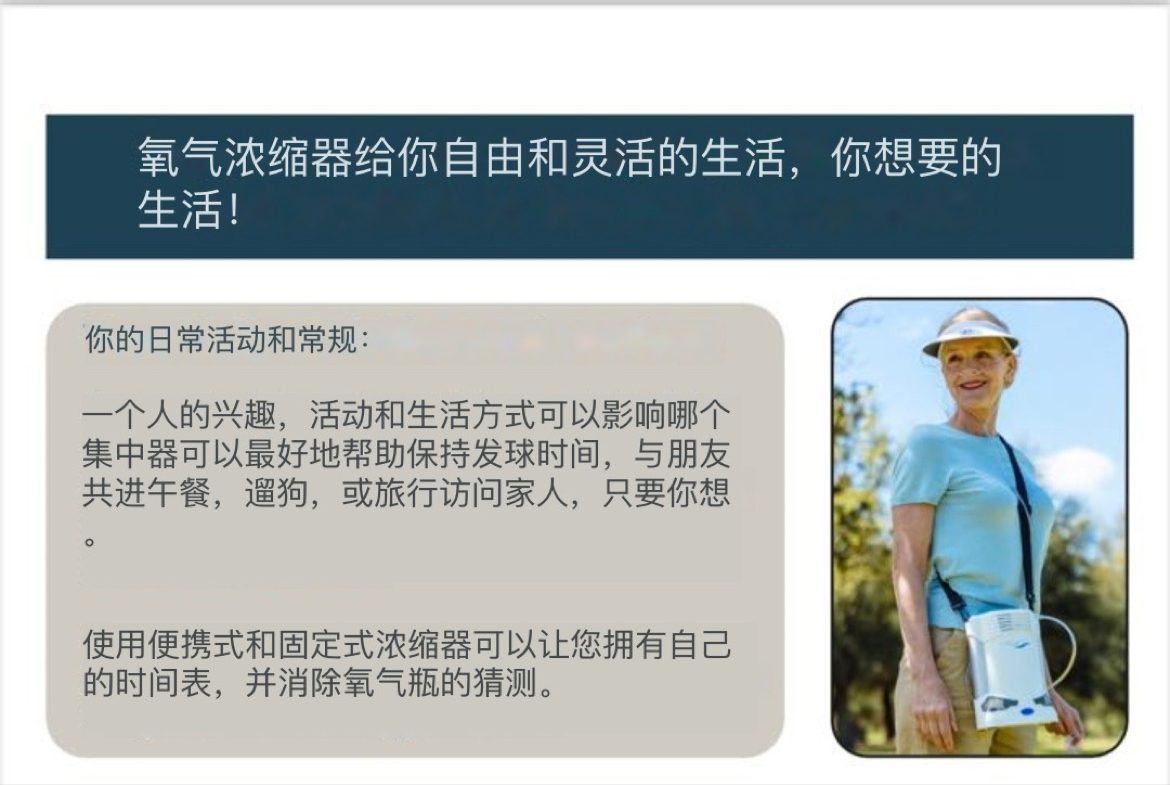 氧气浓缩器给你自由和灵活的生活，你想要的
生活！
你的日常活动和常规：
一个人的兴趣，活动和生活方式可以影响哪个
集中器可以最好地帮助保持发球时间，与朋友
共进午餐，遛狗，或旅行访问家人，只要你想
。
使用便携式和固定式浓缩器可以让您拥有自己
的时间表，并消除氧气瓶的猜测。